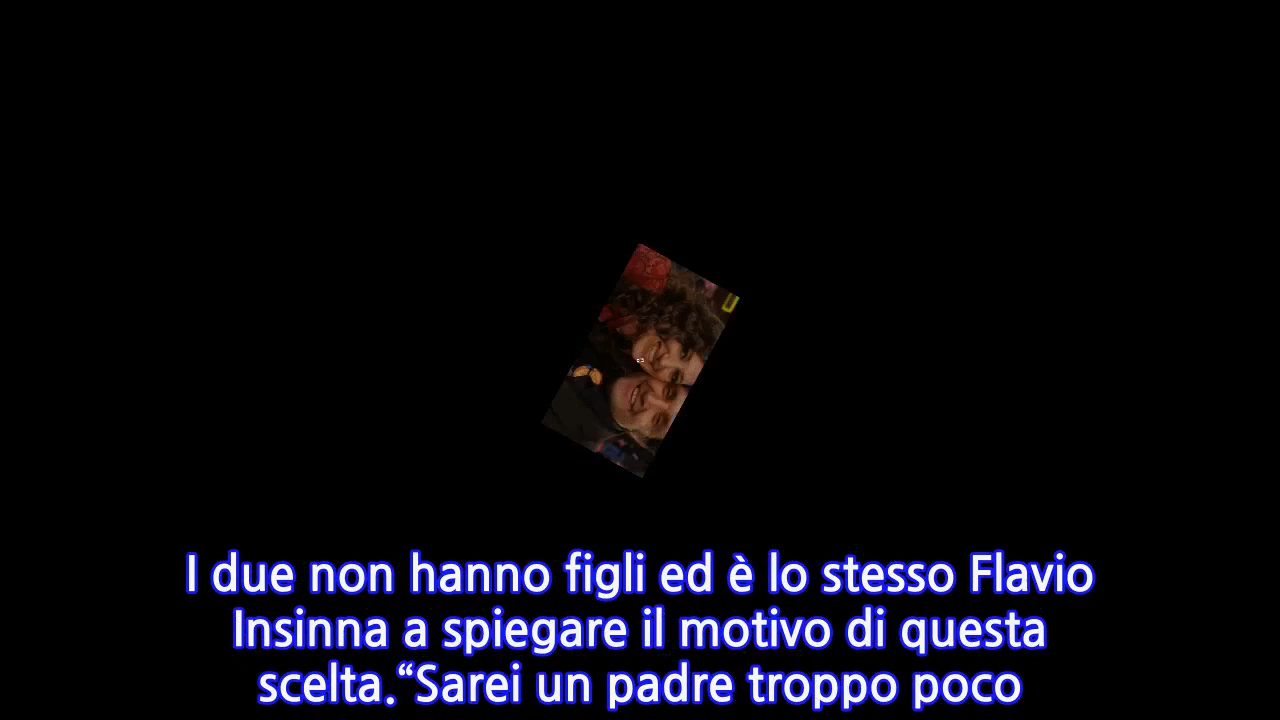 I due non hanno figli ed è lo stesso Flavio
Insinna a spiegare il motivo di questa
scelta.“Sarei un padre troppo poco